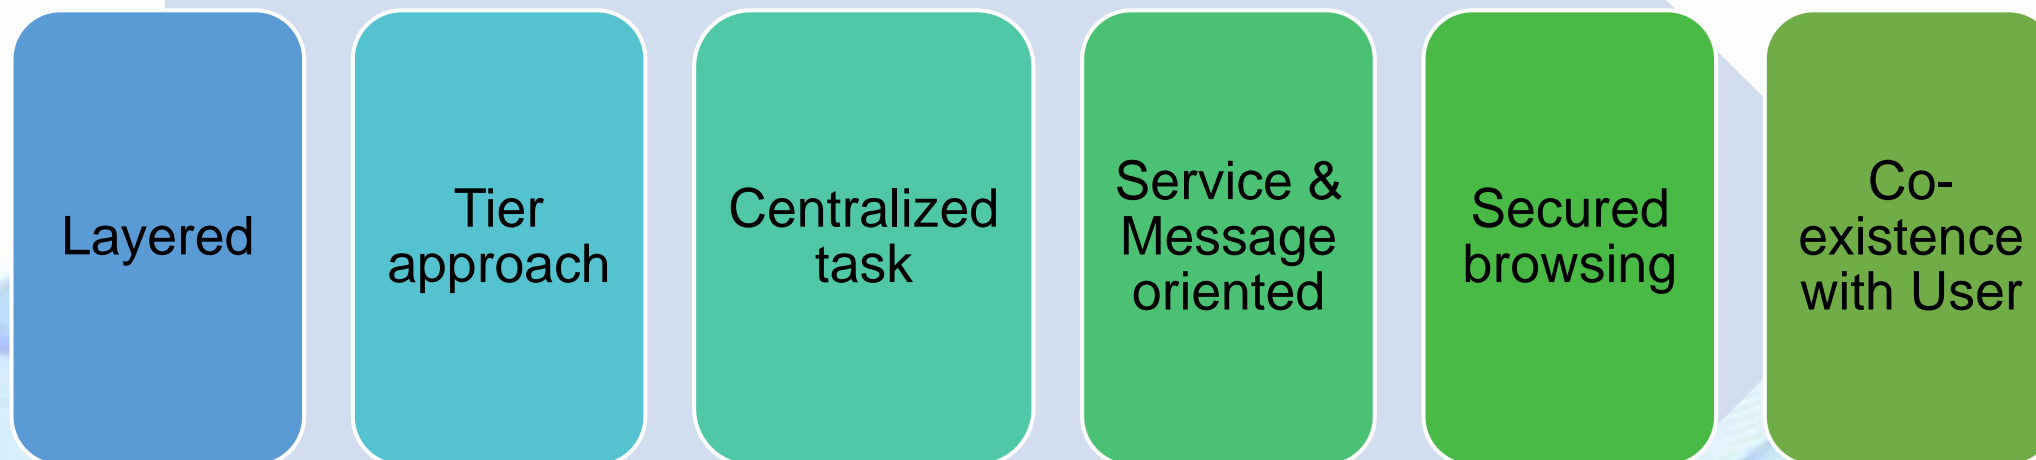 Layered
Tier
approach
Centralized
task
Service &
Message
oriented
Secured
browsing
Co-
existence
with User